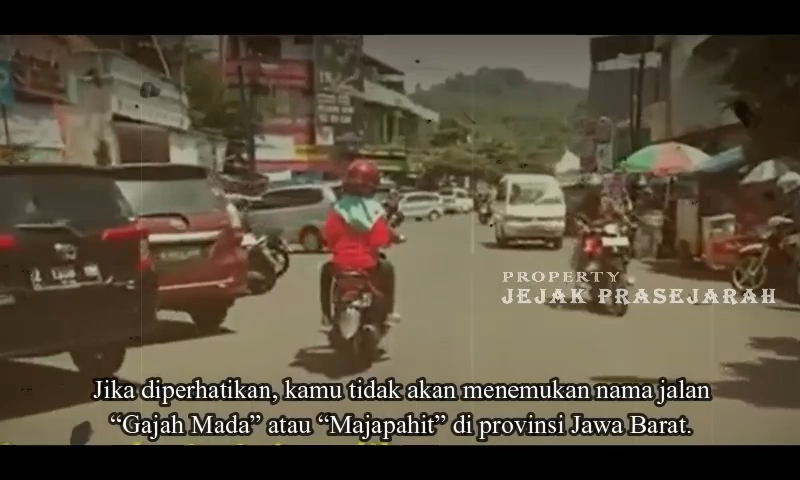 PROPERTY
JEJAK PRASEJARAH
Jika diperhatikan, kamu tidak akan menemukan nama jalan
“Gajah Mada” atau “Majapahit” di provinsi Jawa Barat.